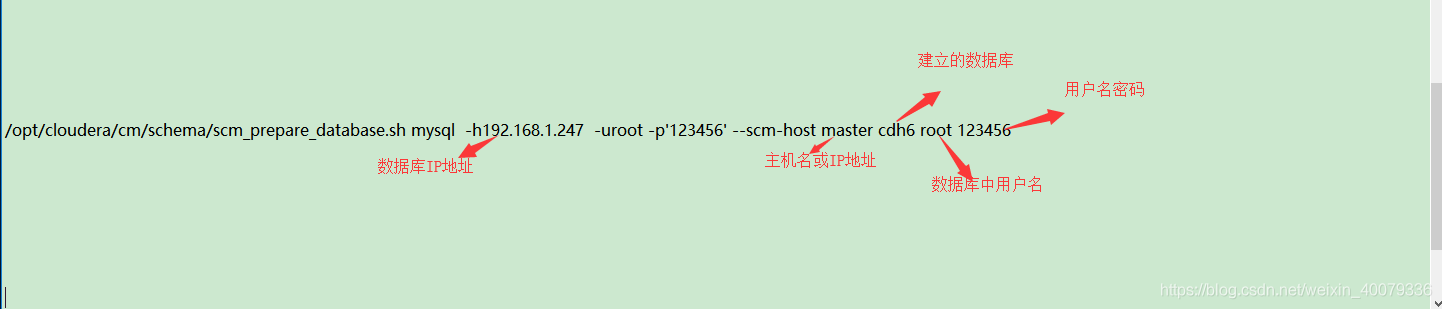 建立的数据库
用户名密码
/opt/cloudera/cm/schema/scm_prepare_database.sh mysql  -h192.168.1.247  -uroot -p'123456' --scm-host master cdh6 root 123456
数据库IP地址
主机名或IP地址
数据库中用户名
https://blog.csdn.net/weixin_40079336